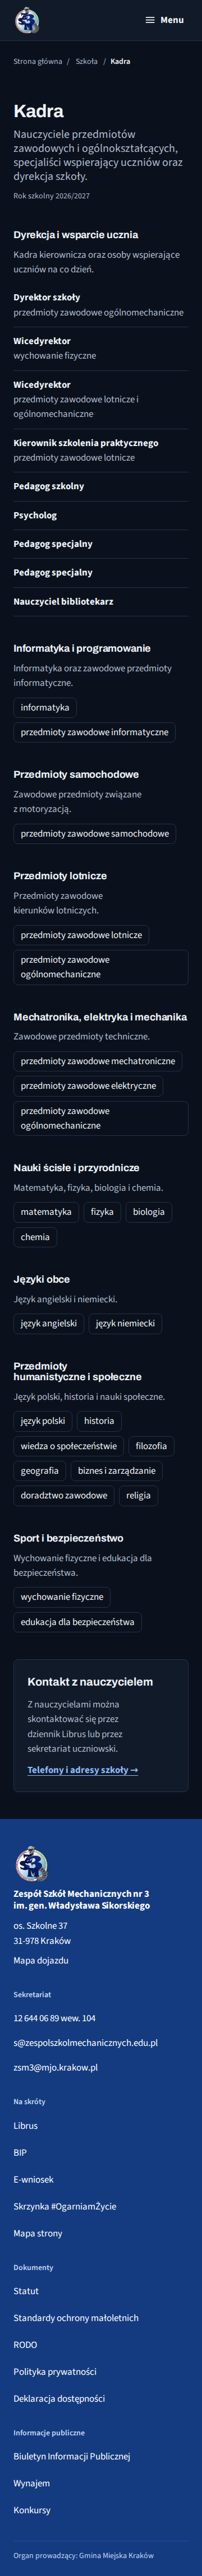 Menu
Strona główna / Szkoła / Kadra
Kadra
Nauczyciele przedmiotów
zawodowych i ogólnokształcących,
specjaliści wspierający uczniów oraz
dyrekcja szkoły.
Rok szkolny 2026/2027
Dyrekcja i wsparcie ucznia
Kadra kierownicza oraz osoby wspierające
uczniów na co dzień.
Dyrektor szkoły
przedmioty zawodowe ogólnomechaniczne
Wicedyrektor
wychowanie fizyczne
Wicedyrektor
przedmioty zawodowe lotnicze i
ogólnomechaniczne
Kierownik szkolenia praktycznego
przedmioty zawodowe lotnicze
Pedagog szkolny
Psycholog
Pedagog specjalny
Pedagog specjalny
Nauczyciel bibliotekarz
Informatyka i programowanie
Informatyka oraz zawodowe przedmioty
informatyczne.
informatyka
przedmioty zawodowe informatyczne
Przedmioty samochodowe
Zawodowe przedmioty związane
z motoryzacją.
przedmioty zawodowe samochodowe
Przedmioty lotnicze
Przedmioty zawodowe
kierunków lotniczych.
przedmioty zawodowe lotnicze
przedmioty zawodowe
ogólnomechaniczne
Mechatronika, elektryka i mechanika
Zawodowe przedmioty techniczne.
przedmioty zawodowe mechatroniczne
przedmioty zawodowe elektryczne
przedmioty zawodowe
ogólnomechaniczne
Nauki ścisłe i przyrodnicze
Matematyka, fizyka, biologia i chemia.
matematyka fizyka biologia
chemia
Języki obce
Języki angielski i niemiecki.
język angielski język niemiecki
Przedmioty
humanistyczne i społeczne
Języki polski, historia i nauki społeczne.
język polski historia
wiedza o społeczeństwie filozofia
geografia biznes i zarządzanie
doradztwo zawodowe religia
Sport i bezpieczeństwo
Wychowanie fizyczne i edukacja dla
bezpieczeństwa.
wychowanie fizyczne
edukacja dla bezpieczeństwa
Kontakt z nauczycielem
Z nauczycielami można
skontaktować się przez
dziennik Librus lub przez
sekretariat uczniowski.
Telefony i adresy szkoły →
Zespół Szkół Mechanicznych nr 3
im. gen. Władysława Sikorskiego
os. Szkolne 37
31-978 Kraków
Mapa dojazdu
Sekretariat
12 644 06 89 wew. 104
s@zespolszkolmechanicznych.edu.pl
zsm3@mjo.krakow.pl
Na skróty
Librus
BIP
E-wniosek
Skrzynka #OgarniamŻycie
Mapa strony
Dokumenty
Statut
Standardy ochrony małoletnich
RODO
Polityka prywatności
Deklaracja dostępności
Informacje publiczne
Biuletyn Informacji Publicznej
Wynajem
Konkursy
Organ prowadzący: Gmina Miejska Kraków